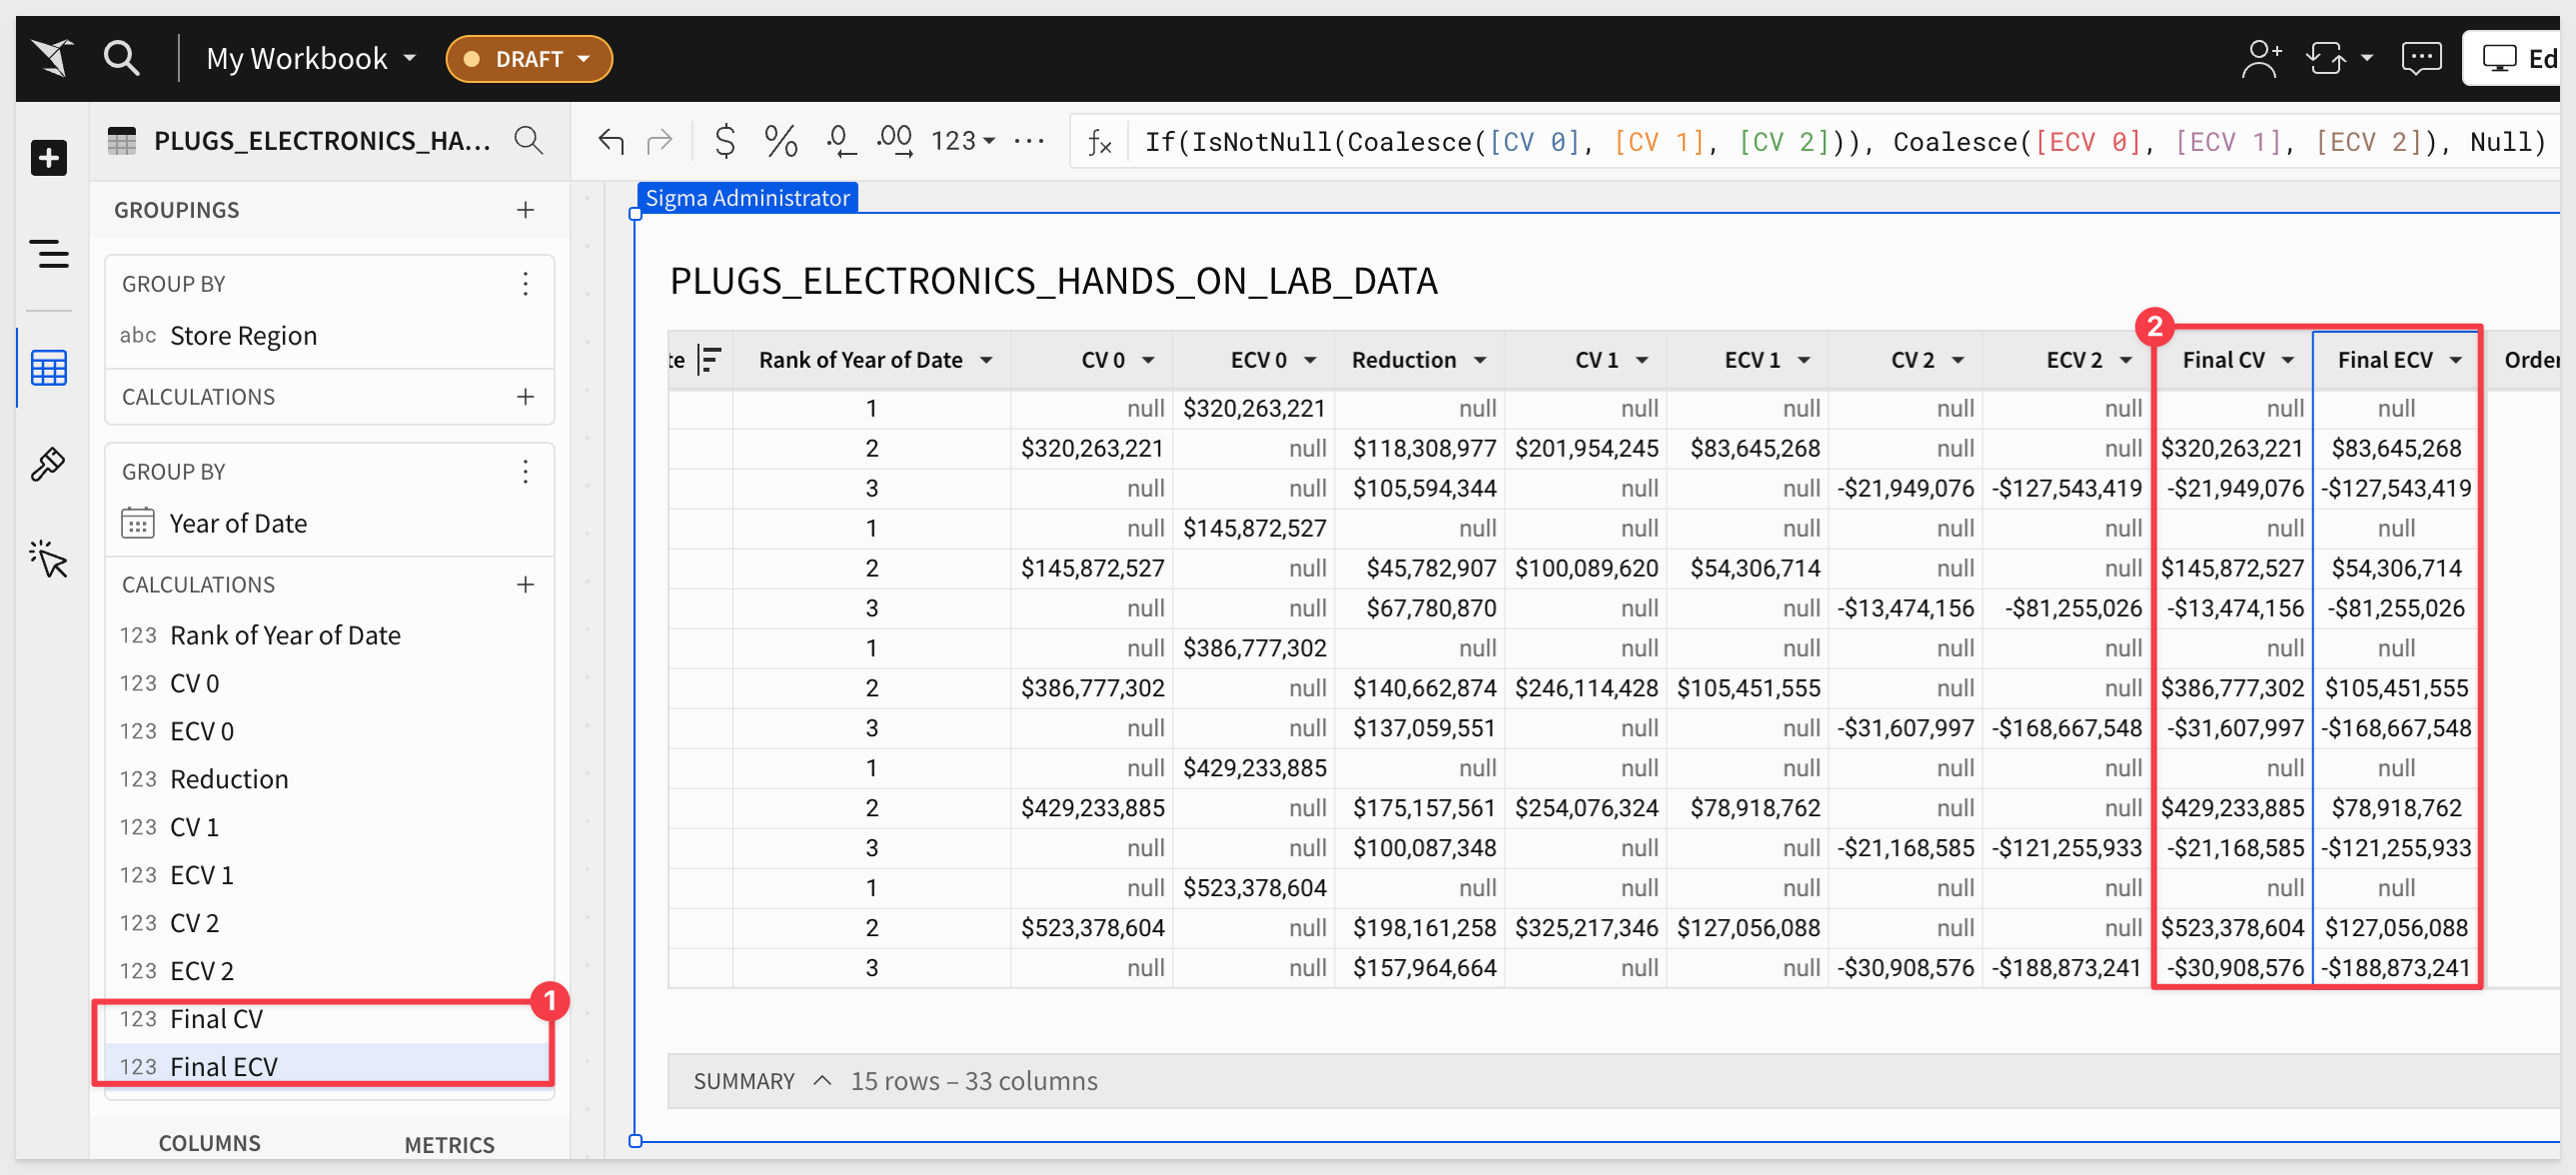 My Workbook DRAFT Ed
PLUGS_ELECTRONICS_HA... $ % .0 .00 123 ... fx If(IsNotNull(Coalesce([CV 0], [CV 1], [CV 2])), Coalesce([ECV 0], [ECV 1], [ECV 2]), Null)
Sigma Administrator
GROUPINGS
GROUP BY
abc Store Region
CALCULATIONS
GROUP BY
Year of Date
CALCULATIONS
123 Rank of Year of Date
123 CV 0
123 ECV 0
123 Reduction
123 CV 1
123 ECV 1
123 CV 2
123 ECV 2
1
123 Final CV
123 Final ECV
COLUMNS METRICS
PLUGS_ELECTRONICS_HANDS_ON_LAB_DATA
2
te Rank of Year of Date CV 0 ECV 0 Reduction CV 1 ECV 1 CV 2 ECV 2 Final CV Final ECV Order
1 null $320,263,221 null null null null null null null
2 $320,263,221 null $118,308,977 $201,954,245 $83,645,268 null null $320,263,221 $83,645,268
3 null null $105,594,344 null null -$21,949,076 -$127,543,419 -$21,949,076 -$127,543,419
1 null $145,872,527 null null null null null null null
2 $145,872,527 null $45,782,907 $100,089,620 $54,306,714 null null $145,872,527 $54,306,714
3 null null $67,780,870 null null -$13,474,156 -$81,255,026 -$13,474,156 -$81,255,026
1 null $386,777,302 null null null null null null null
2 $386,777,302 null $140,662,874 $246,114,428 $105,451,555 null null $386,777,302 $105,451,555
3 null null $137,059,551 null null -$31,607,997 -$168,667,548 -$31,607,997 -$168,667,548
1 null $429,233,885 null null null null null null null
2 $429,233,885 null $175,157,561 $254,076,324 $78,918,762 null null $429,233,885 $78,918,762
3 null null $100,087,348 null null -$21,168,585 -$121,255,933 -$21,168,585 -$121,255,933
1 null $523,378,604 null null null null null null null
2 $523,378,604 null $198,161,258 $325,217,346 $127,056,088 null null $523,378,604 $127,056,088
3 null null $157,964,664 null null -$30,908,576 -$188,873,241 -$30,908,576 -$188,873,241
SUMMARY 15 rows – 33 columns